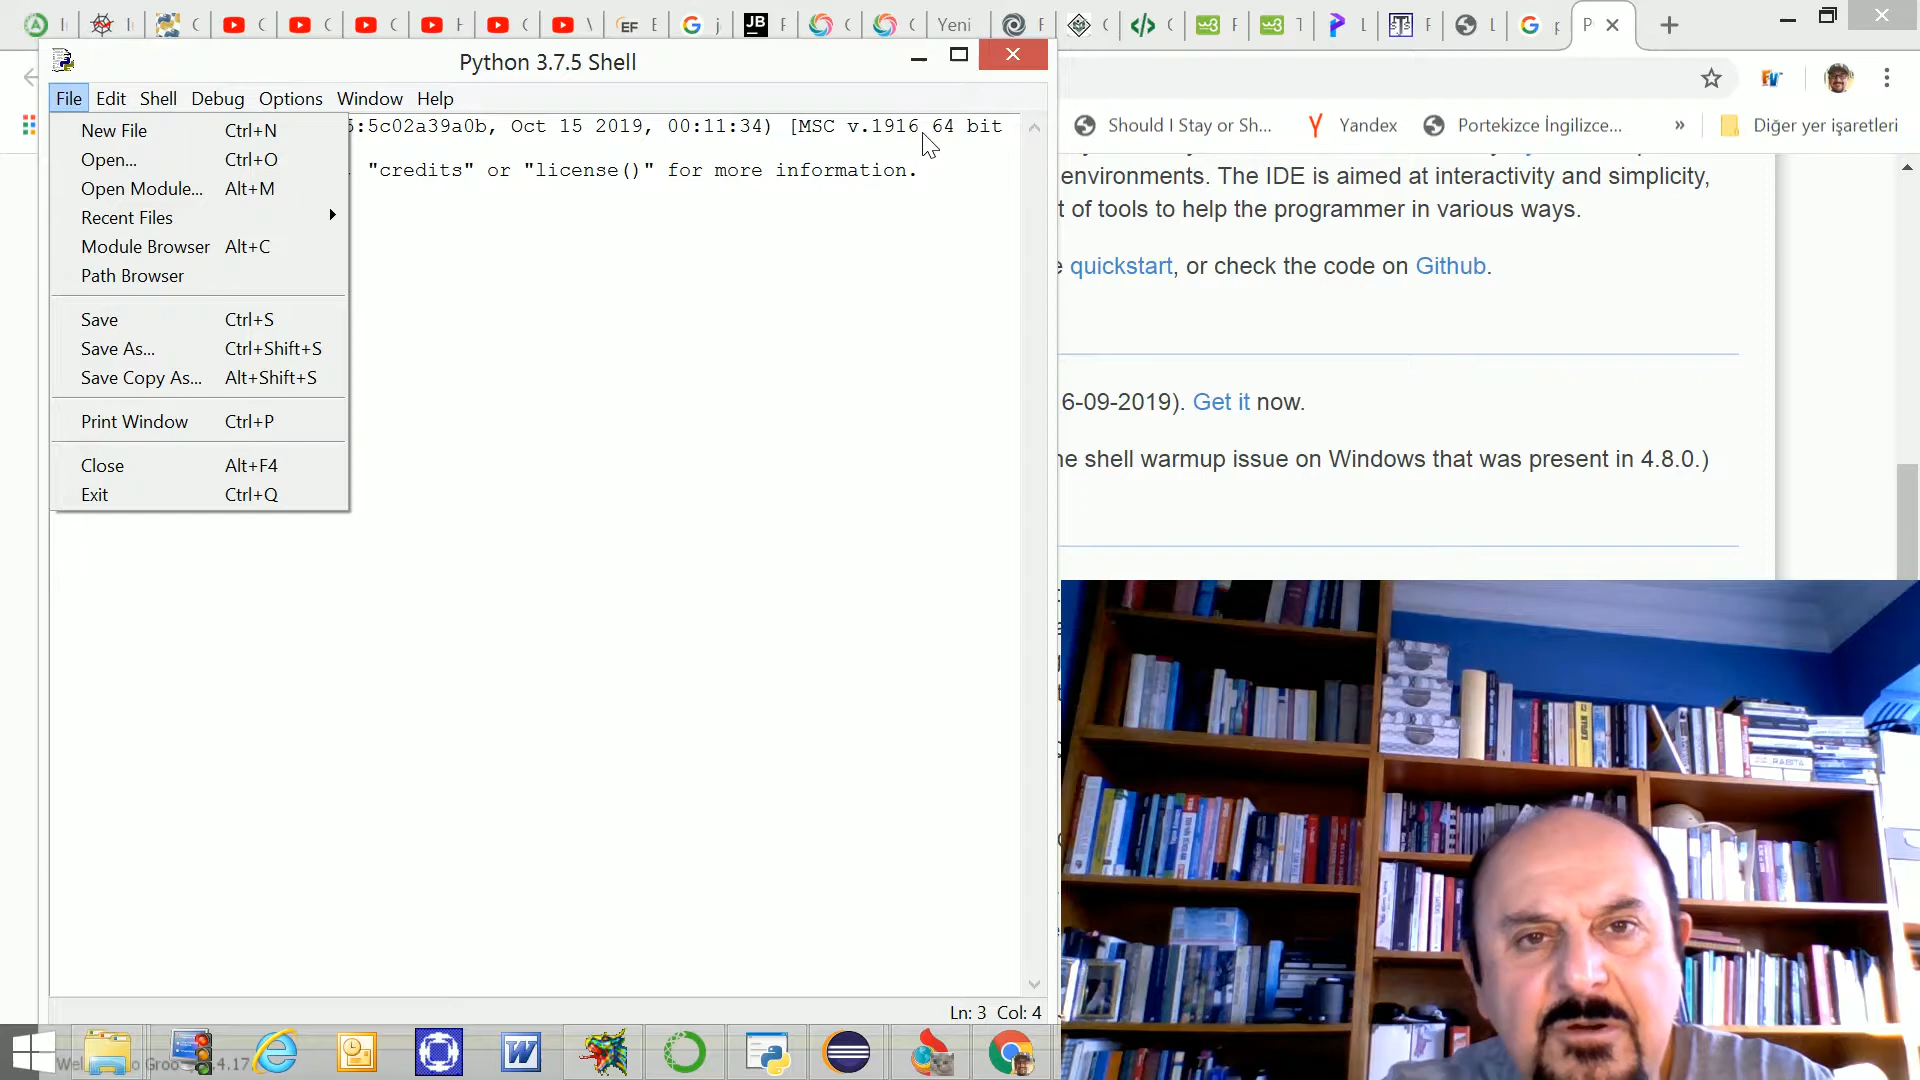 Yeni
Python 3.7.5 Shell
File Edit Shell Debug Options Window Help
Should I Stay or Sh...
Yandex
Portekizce İngilizce...
»
Diğer yer işaretleri
5:5c02a39a0b, Oct 15 2019, 00:11:34) [MSC v.1916 64 bit
"credits" or "license()" for more information.
New File Ctrl+N
Open... Ctrl+O
Open Module... Alt+M
Recent Files
Module Browser Alt+C
Path Browser
Save Ctrl+S
Save As... Ctrl+Shift+S
Save Copy As... Alt+Shift+S
Print Window Ctrl+P
Close Alt+F4
Exit Ctrl+Q
environments. The IDE is aimed at interactivity and simplicity,
t of tools to help the programmer in various ways.
quickstart, or check the code on Github.
6-09-2019). Get it now.
shell warmup issue on Windows that was present in 4.8.0.)
Ln: 3 Col: 4